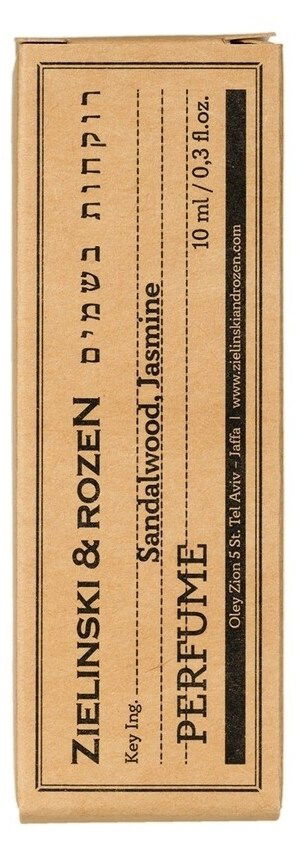 ZIELINSKI & ROZEN רוקחות בשמים
Key Ing.
Sandalwood, Jasmine
PERFUME 10 ml / 0,3 fl.oz.
Oley Zion 5 St. Tel Aviv - Jaffa | www.zielinskiandrozen.com